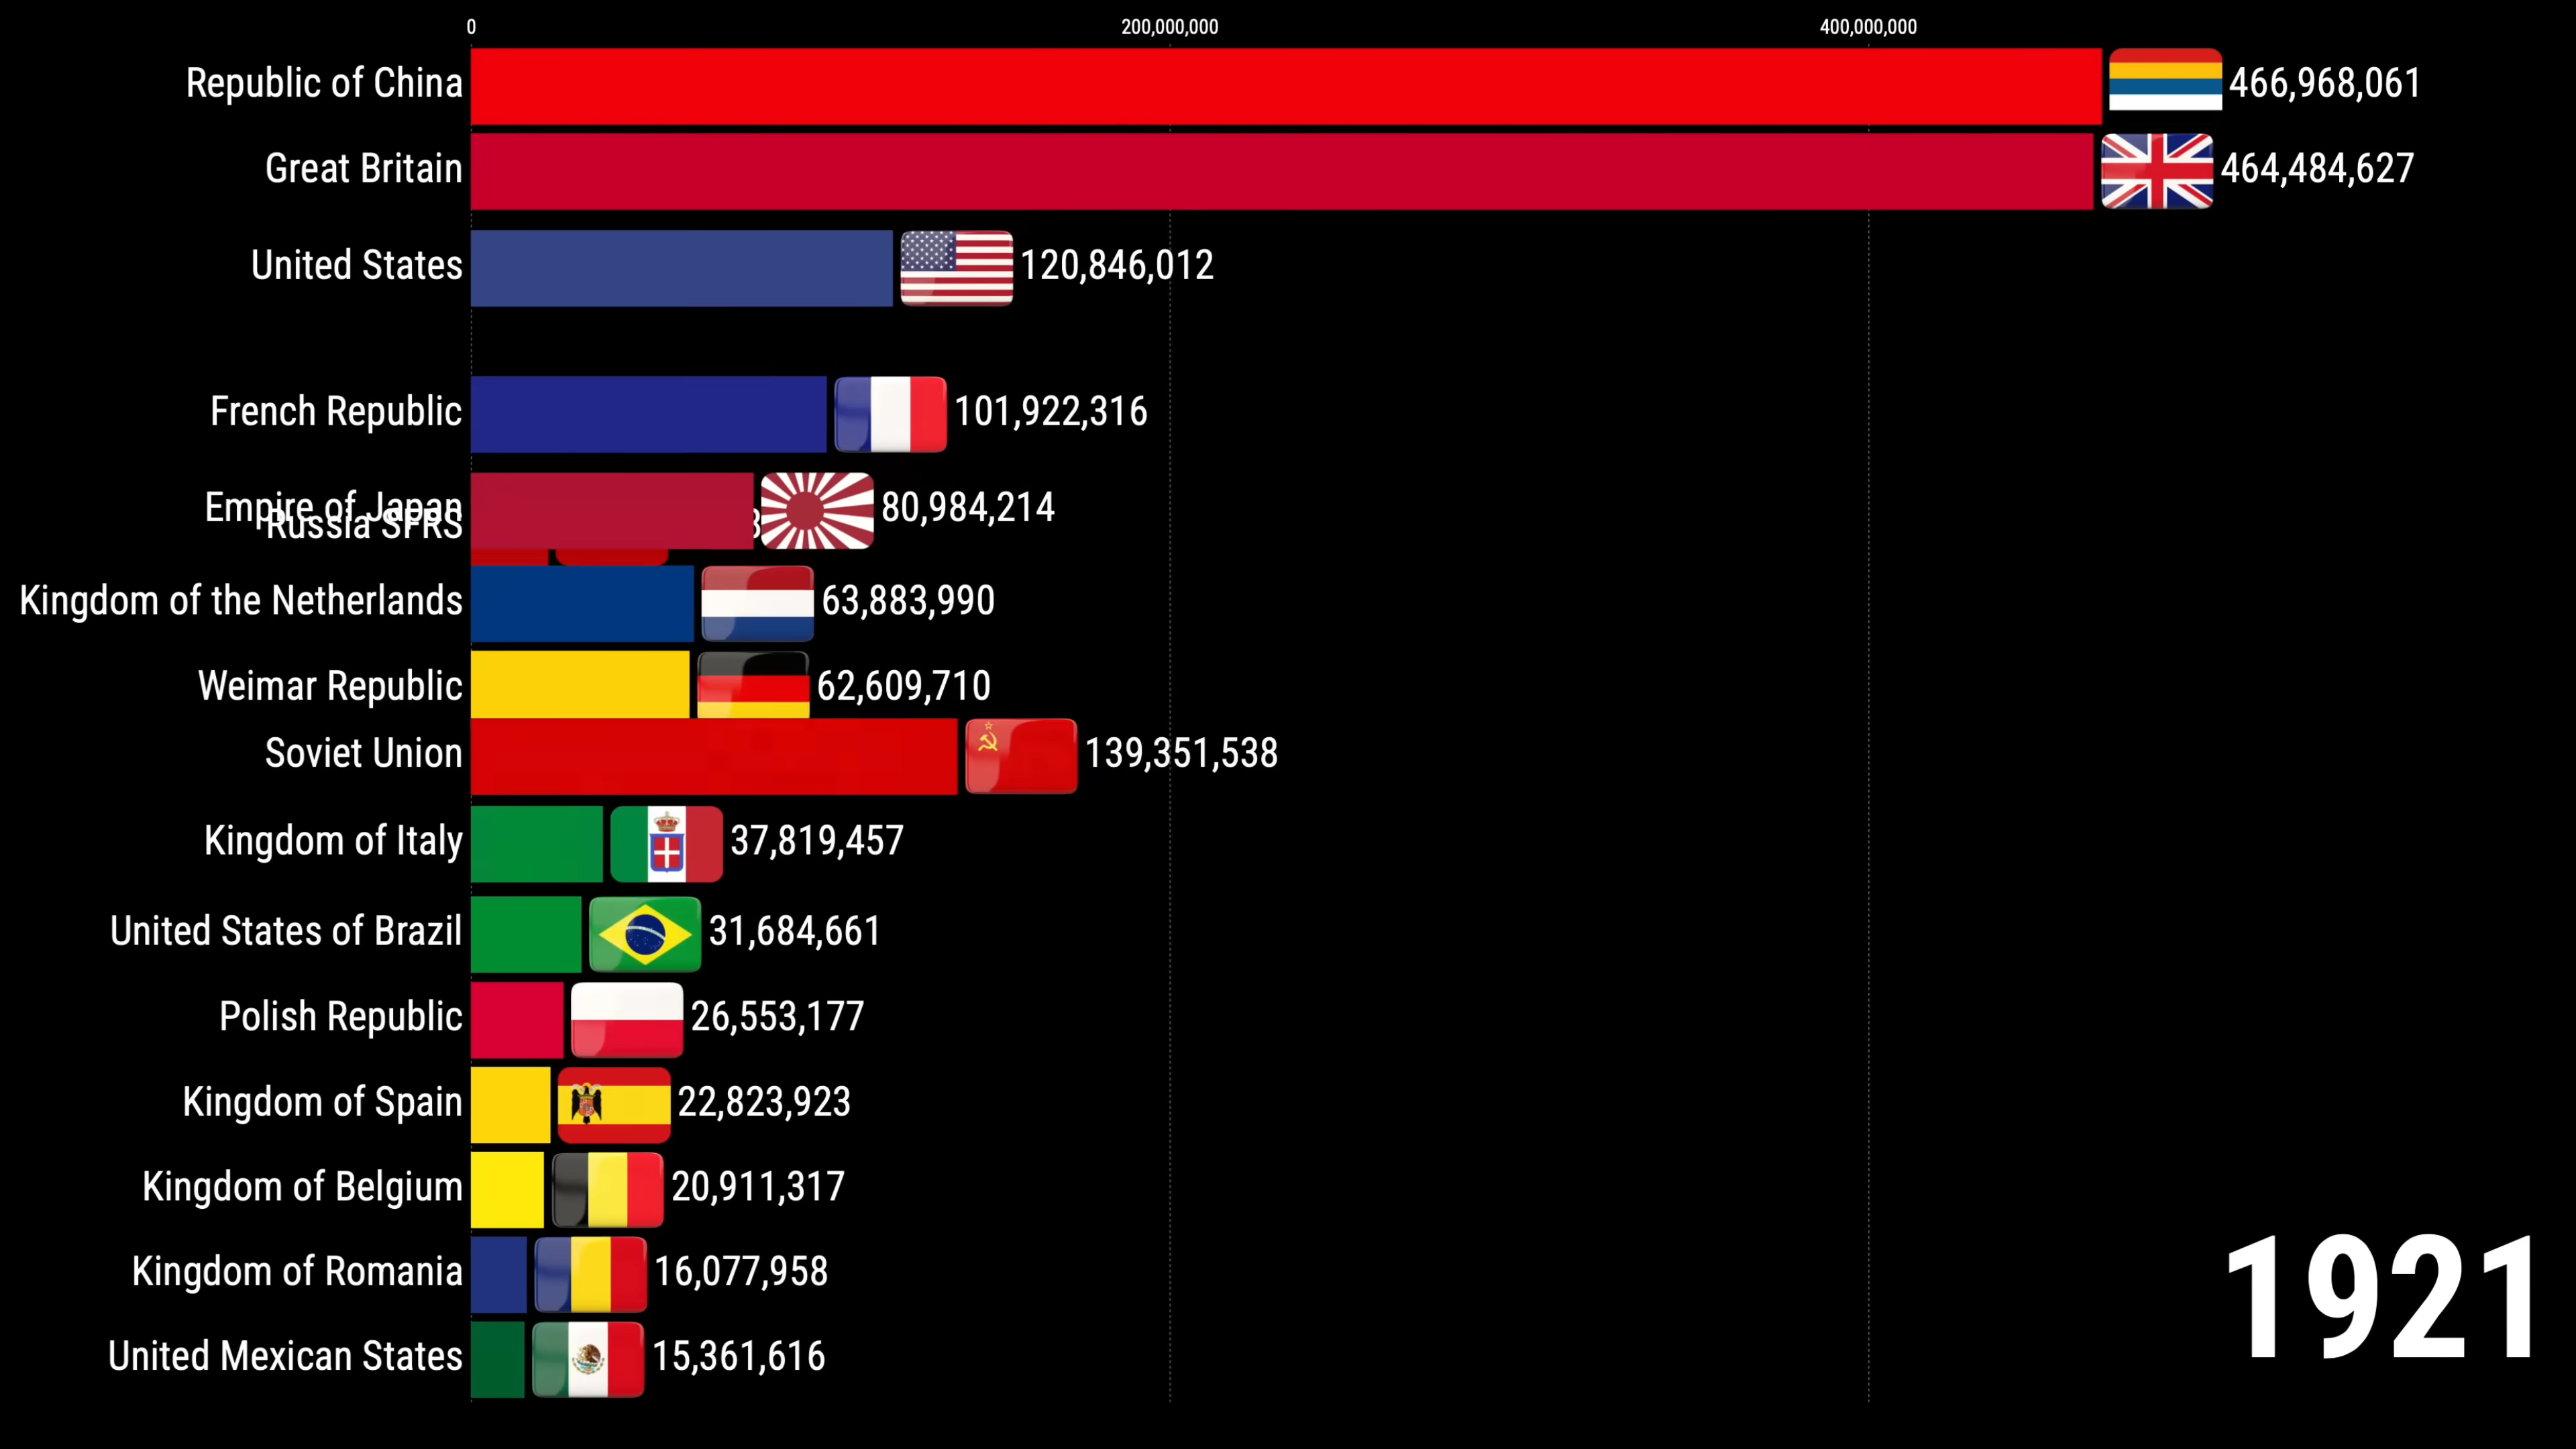 0 200,000,000 400,000,000
Republic of China 466,968,061
Great Britain 464,484,627
United States 120,846,012
French Republic 101,922,316
Empire of Japan 80,984,214
Russia SFRS
Kingdom of the Netherlands 63,883,990
Weimar Republic 62,609,710
Soviet Union 139,351,538
Kingdom of Italy 37,819,457
United States of Brazil 31,684,661
Polish Republic 26,553,177
Kingdom of Spain 22,823,923
Kingdom of Belgium 20,911,317
Kingdom of Romania 16,077,958
United Mexican States 15,361,616
1921